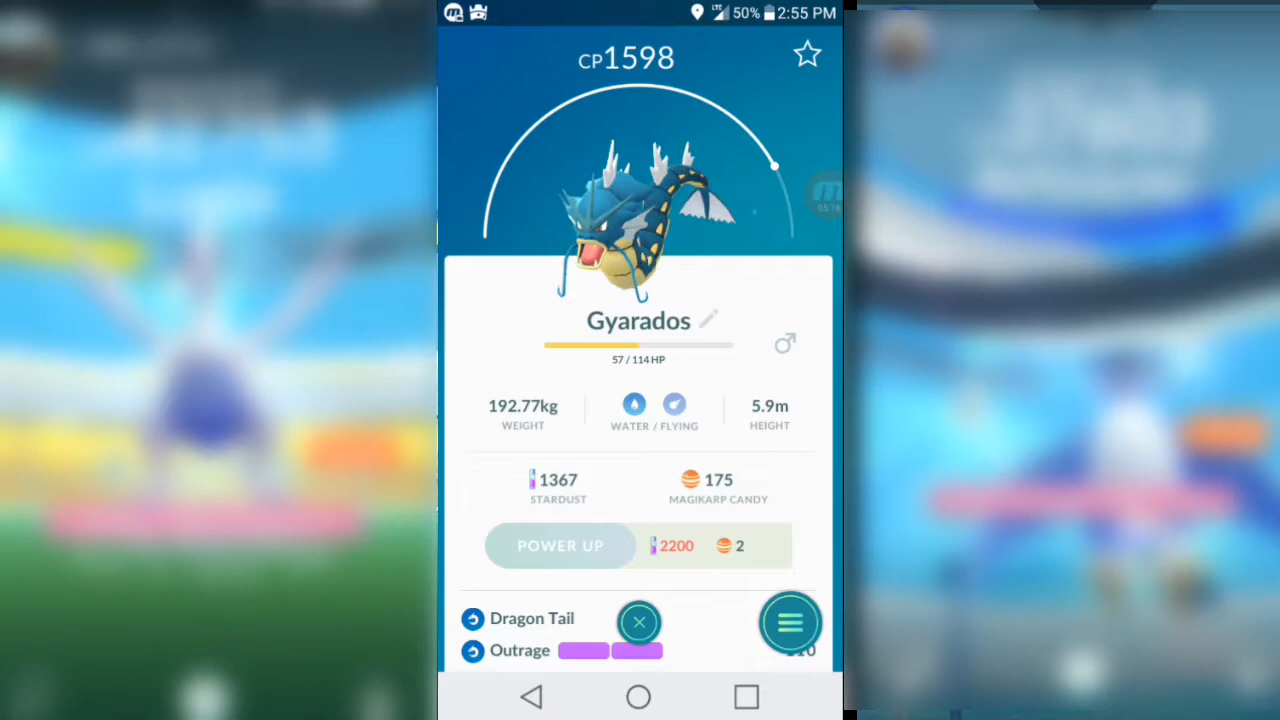 50% 2:55 PM
CP1598
Gyarados
57 / 114 HP
192.77kg
WEIGHT
WATER / FLYING
5.9m
HEIGHT
1367
STARDUST
175
MAGIKARP CANDY
POWER UP 2200 2
Dragon Tail
Outrage